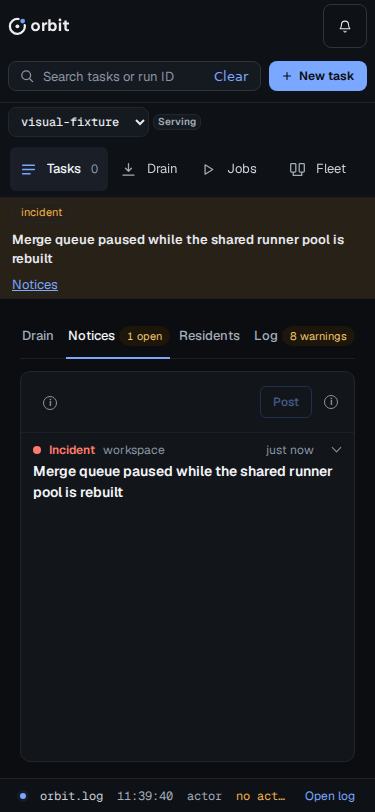 orbit
Search tasks or run ID Clear
+ New task
visual-fixture Serving
Tasks 0 Drain Jobs Fleet
incident
Merge queue paused while the shared runner pool is
rebuilt
Notices
Drain Notices 1 open Residents Log 8 warnings
Post
Incident workspace just now
Merge queue paused while the shared runner
pool is rebuilt
orbit.log 11:39:40 actor no act… Open log